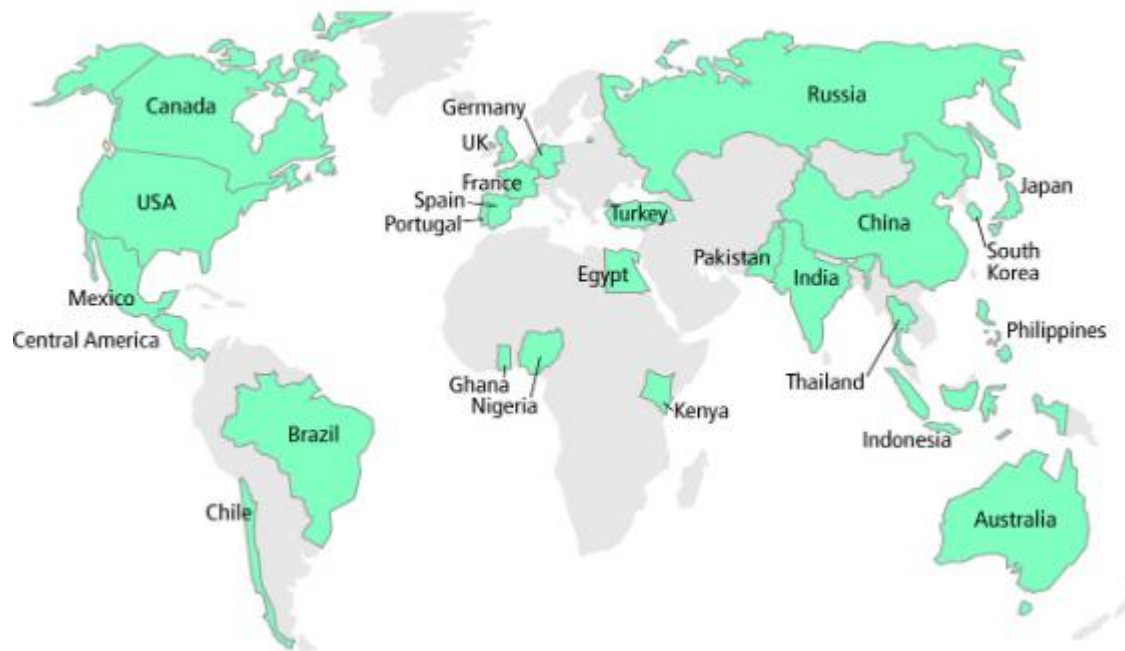 Canada
Russia
Germany
UK
France
Japan
USA
Spain
Turkey
China
Portugal
South
Korea
Pakistan
Egypt
India
Mexico
Central America
Philippines
Ghana
Thailand
Nigeria
Kenya
Brazil
Indonesia
Chile
Australia